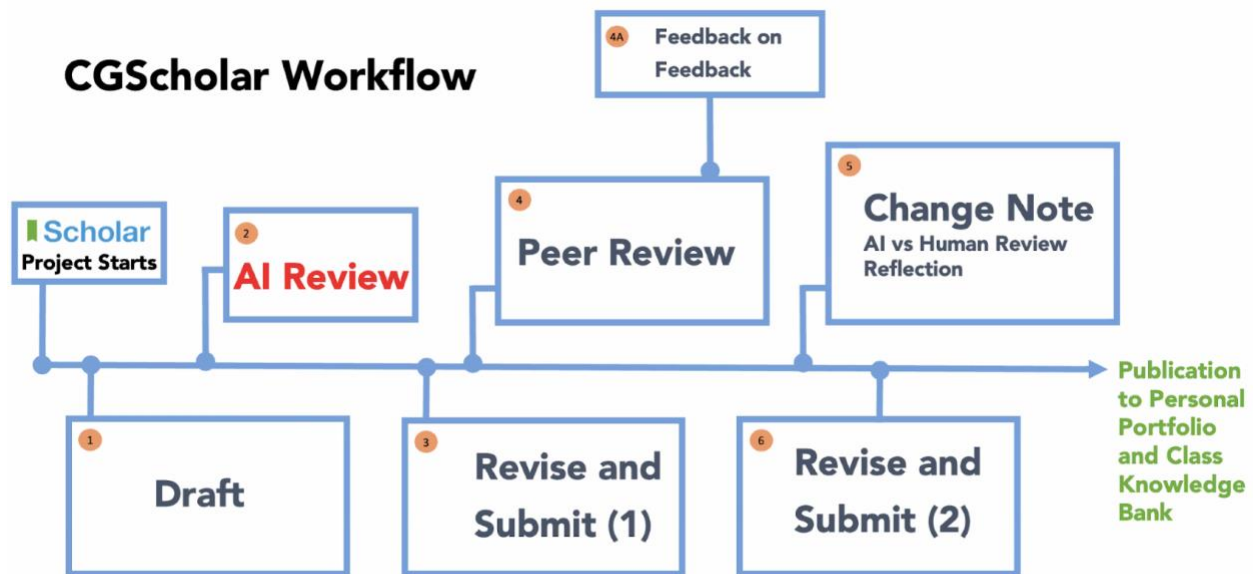 CGScholar Workflow
4A
Feedback on
Feedback
Scholar
Project Starts
2
AI Review
4
Peer Review
5
Change Note
AI vs Human Review
Reflection
1
Draft
3
Revise and
Submit (1)
6
Revise and
Submit (2)
Publication
to Personal
Portfolio
and Class
Knowledge
Bank